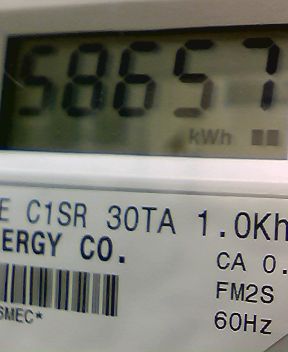 58657
kWh
E C1SR 30TA 1.0Kh
ERGY CO.
CA 0.
FM2S
SMEC*
60Hz